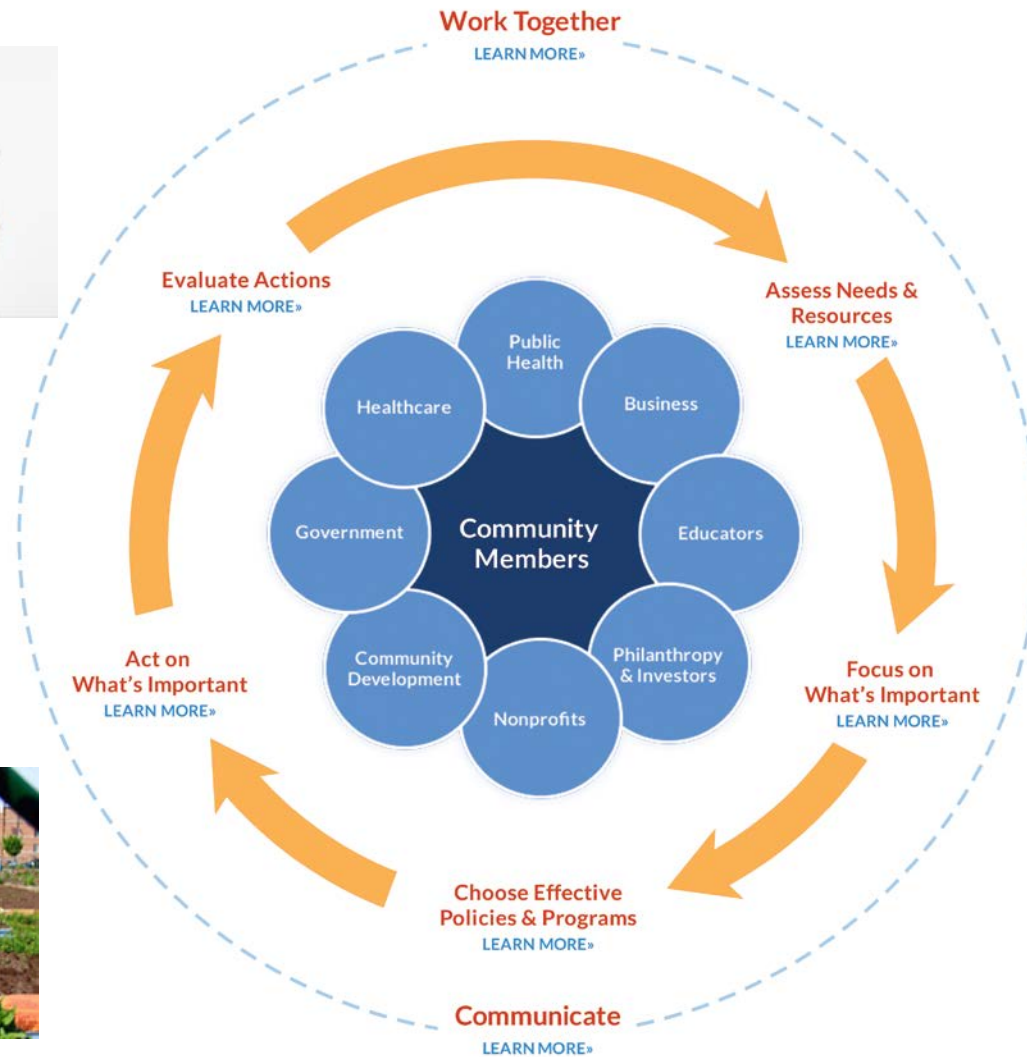 Work Together
LEARN MORE»
Evaluate Actions
LEARN MORE»
Assess Needs &
Resources
LEARN MORE»
Public
Health
Healthcare
Business
Government
Community
Members
Educators
Community
Development
Philanthropy
& Investors
Nonprofits
Act on
What's Important
LEARN MORE»
Focus on
What's Important
LEARN MORE»
Choose Effective
Policies & Programs
LEARN MORE»
Communicate
LEARN MORE»